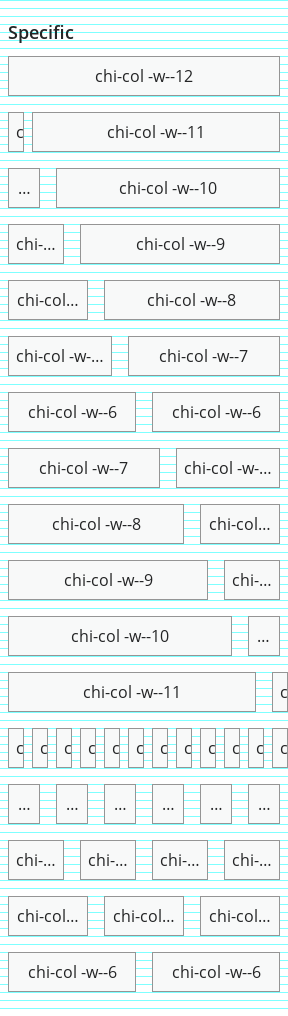 Specific
chi-col -w--12
c chi-col -w--11
... chi-col -w--10
chi-... chi-col -w--9
chi-col... chi-col -w--8
chi-col -w-... chi-col -w--7
chi-col -w--6 chi-col -w--6
chi-col -w--7 chi-col -w-...
chi-col -w--8 chi-col...
chi-col -w--9 chi-...
chi-col -w--10 ...
chi-col -w--11 c
c c c c c c c c c c c c
... ... ... ... ... ...
chi-... chi-... chi-... chi-...
chi-col... chi-col... chi-col...
chi-col -w--6 chi-col -w--6